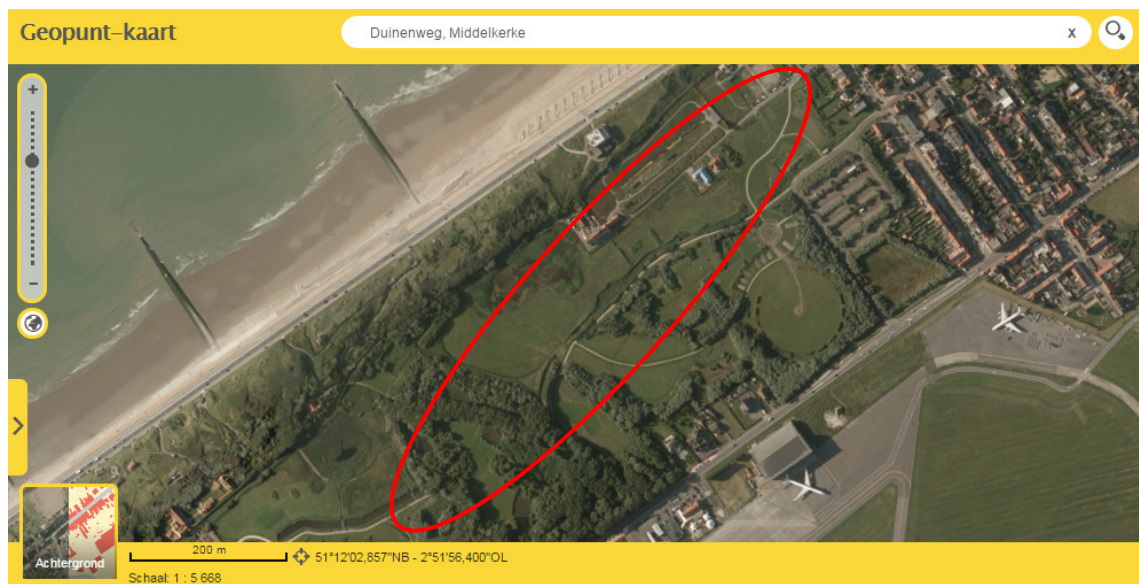 Geopunt-kaart
Duinenweg, Middelkerke
x
+
−
>
Achtergrond
200 m
51°12'02,857"NB - 2°51'56,400"OL
Schaal: 1 : 5 668